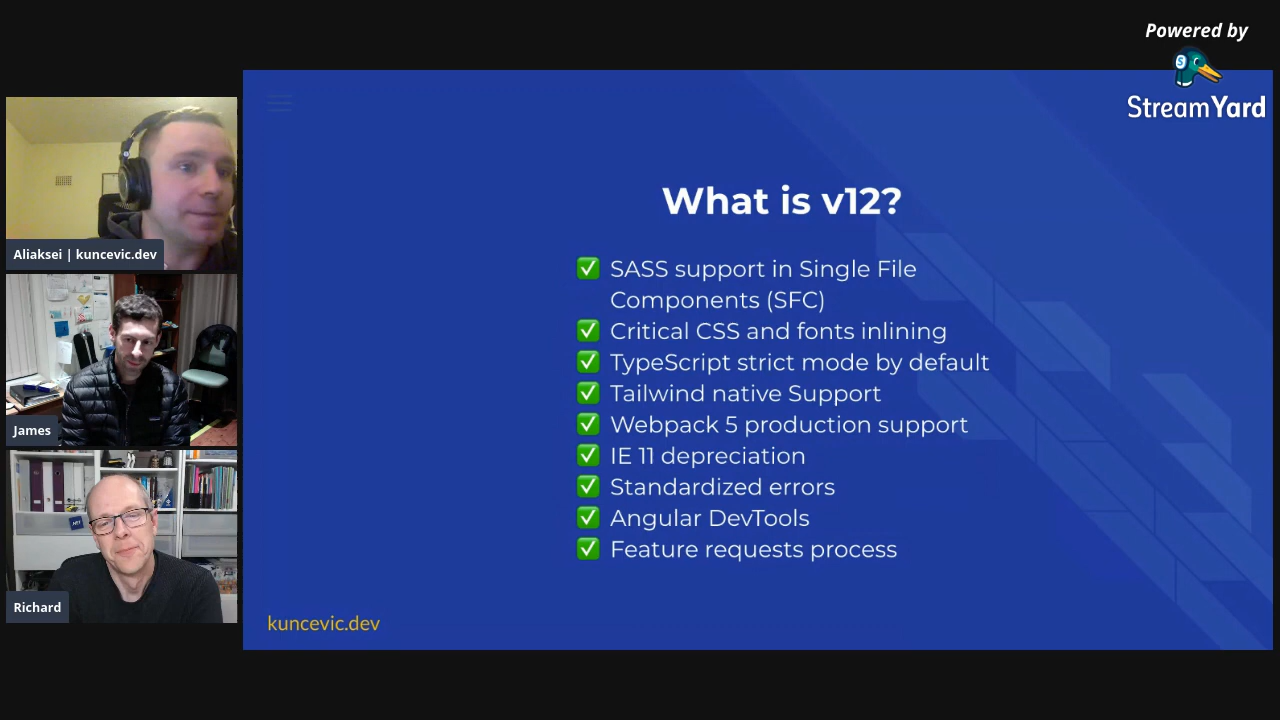 Powered by
StreamYard
Aliaksei | kuncevic.dev
James
Richard
What is v12?
SASS support in Single File
Components (SFC)
Critical CSS and fonts inlining
TypeScript strict mode by default
Tailwind native Support
Webpack 5 production support
IE 11 depreciation
Standardized errors
Angular DevTools
Feature requests process
kuncevic.dev